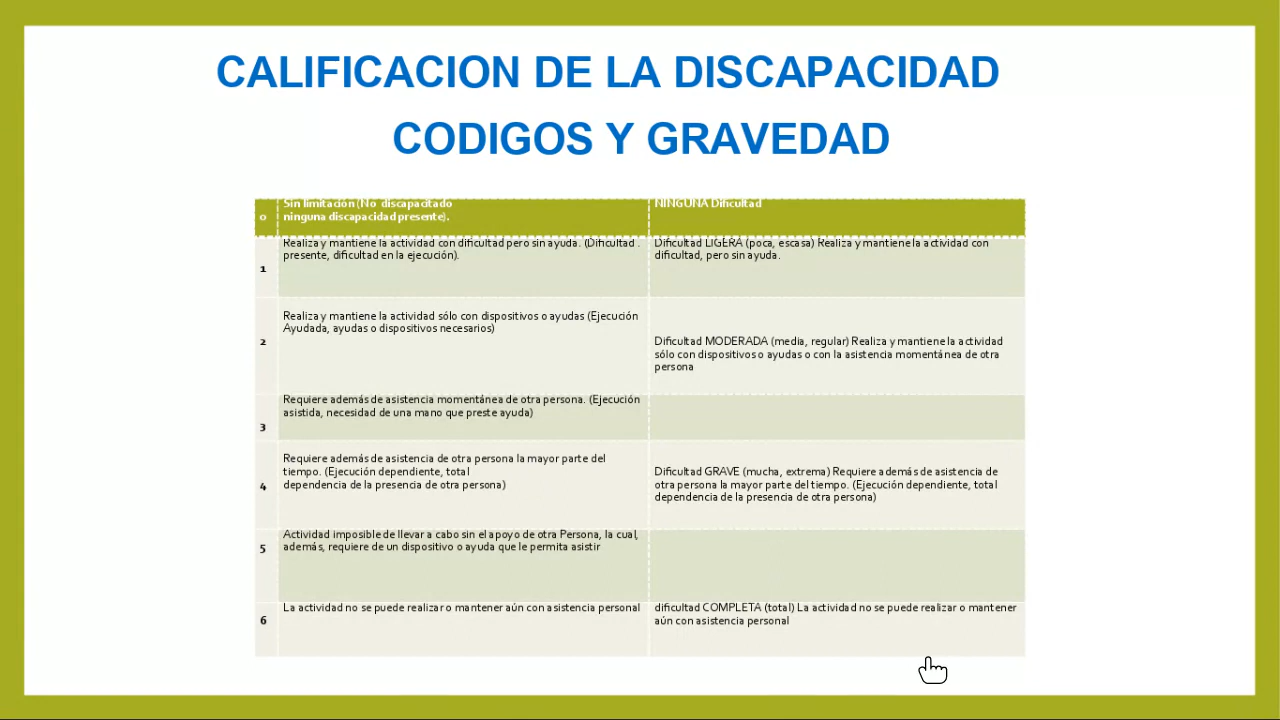 CALIFICACION DE LA DISCAPACIDAD
CODIGOS Y GRAVEDAD
0
Sin limitación (No discapacitado
ninguna discapacidad presente).
NINGUNA Dificultad
1
Realiza y mantiene la actividad con dificultad pero sin ayuda. (Dificultad .
presente, dificultad en la ejecución).
Dificultad LIGERA (poca, escasa) Realiza y mantiene la actividad con
dificultad, pero sin ayuda.
2
Realiza y mantiene la actividad sólo con dispositivos o ayudas (Ejecución
Ayudada, ayudas o dispositivos necesarios)
Dificultad MODERADA (media, regular) Realiza y mantiene la actividad
sólo con dispositivos o ayudas o con la asistencia momentánea de otra
persona
3
Requiere además de asistencia momentánea de otra persona. (Ejecución
asistida, necesidad de una mano que preste ayuda)
4
Requiere además de asistencia de otra persona la mayor parte del
tiempo. (Ejecución dependiente, total
dependencia de la presencia de otra persona)
Dificultad GRAVE (mucha, extrema) Requiere además de asistencia de
otra persona la mayor parte del tiempo. (Ejecución dependiente, total
dependencia de la presencia de otra persona)
5
Actividad imposible de llevar a cabo sin el apoyo de otra Persona, la cual,
además, requiere de un dispositivo o ayuda que le permita asistir
6
La actividad no se puede realizar o mantener aún con asistencia personal
dificultad COMPLETA (total) La actividad no se puede realizar o mantener
aún con asistencia personal